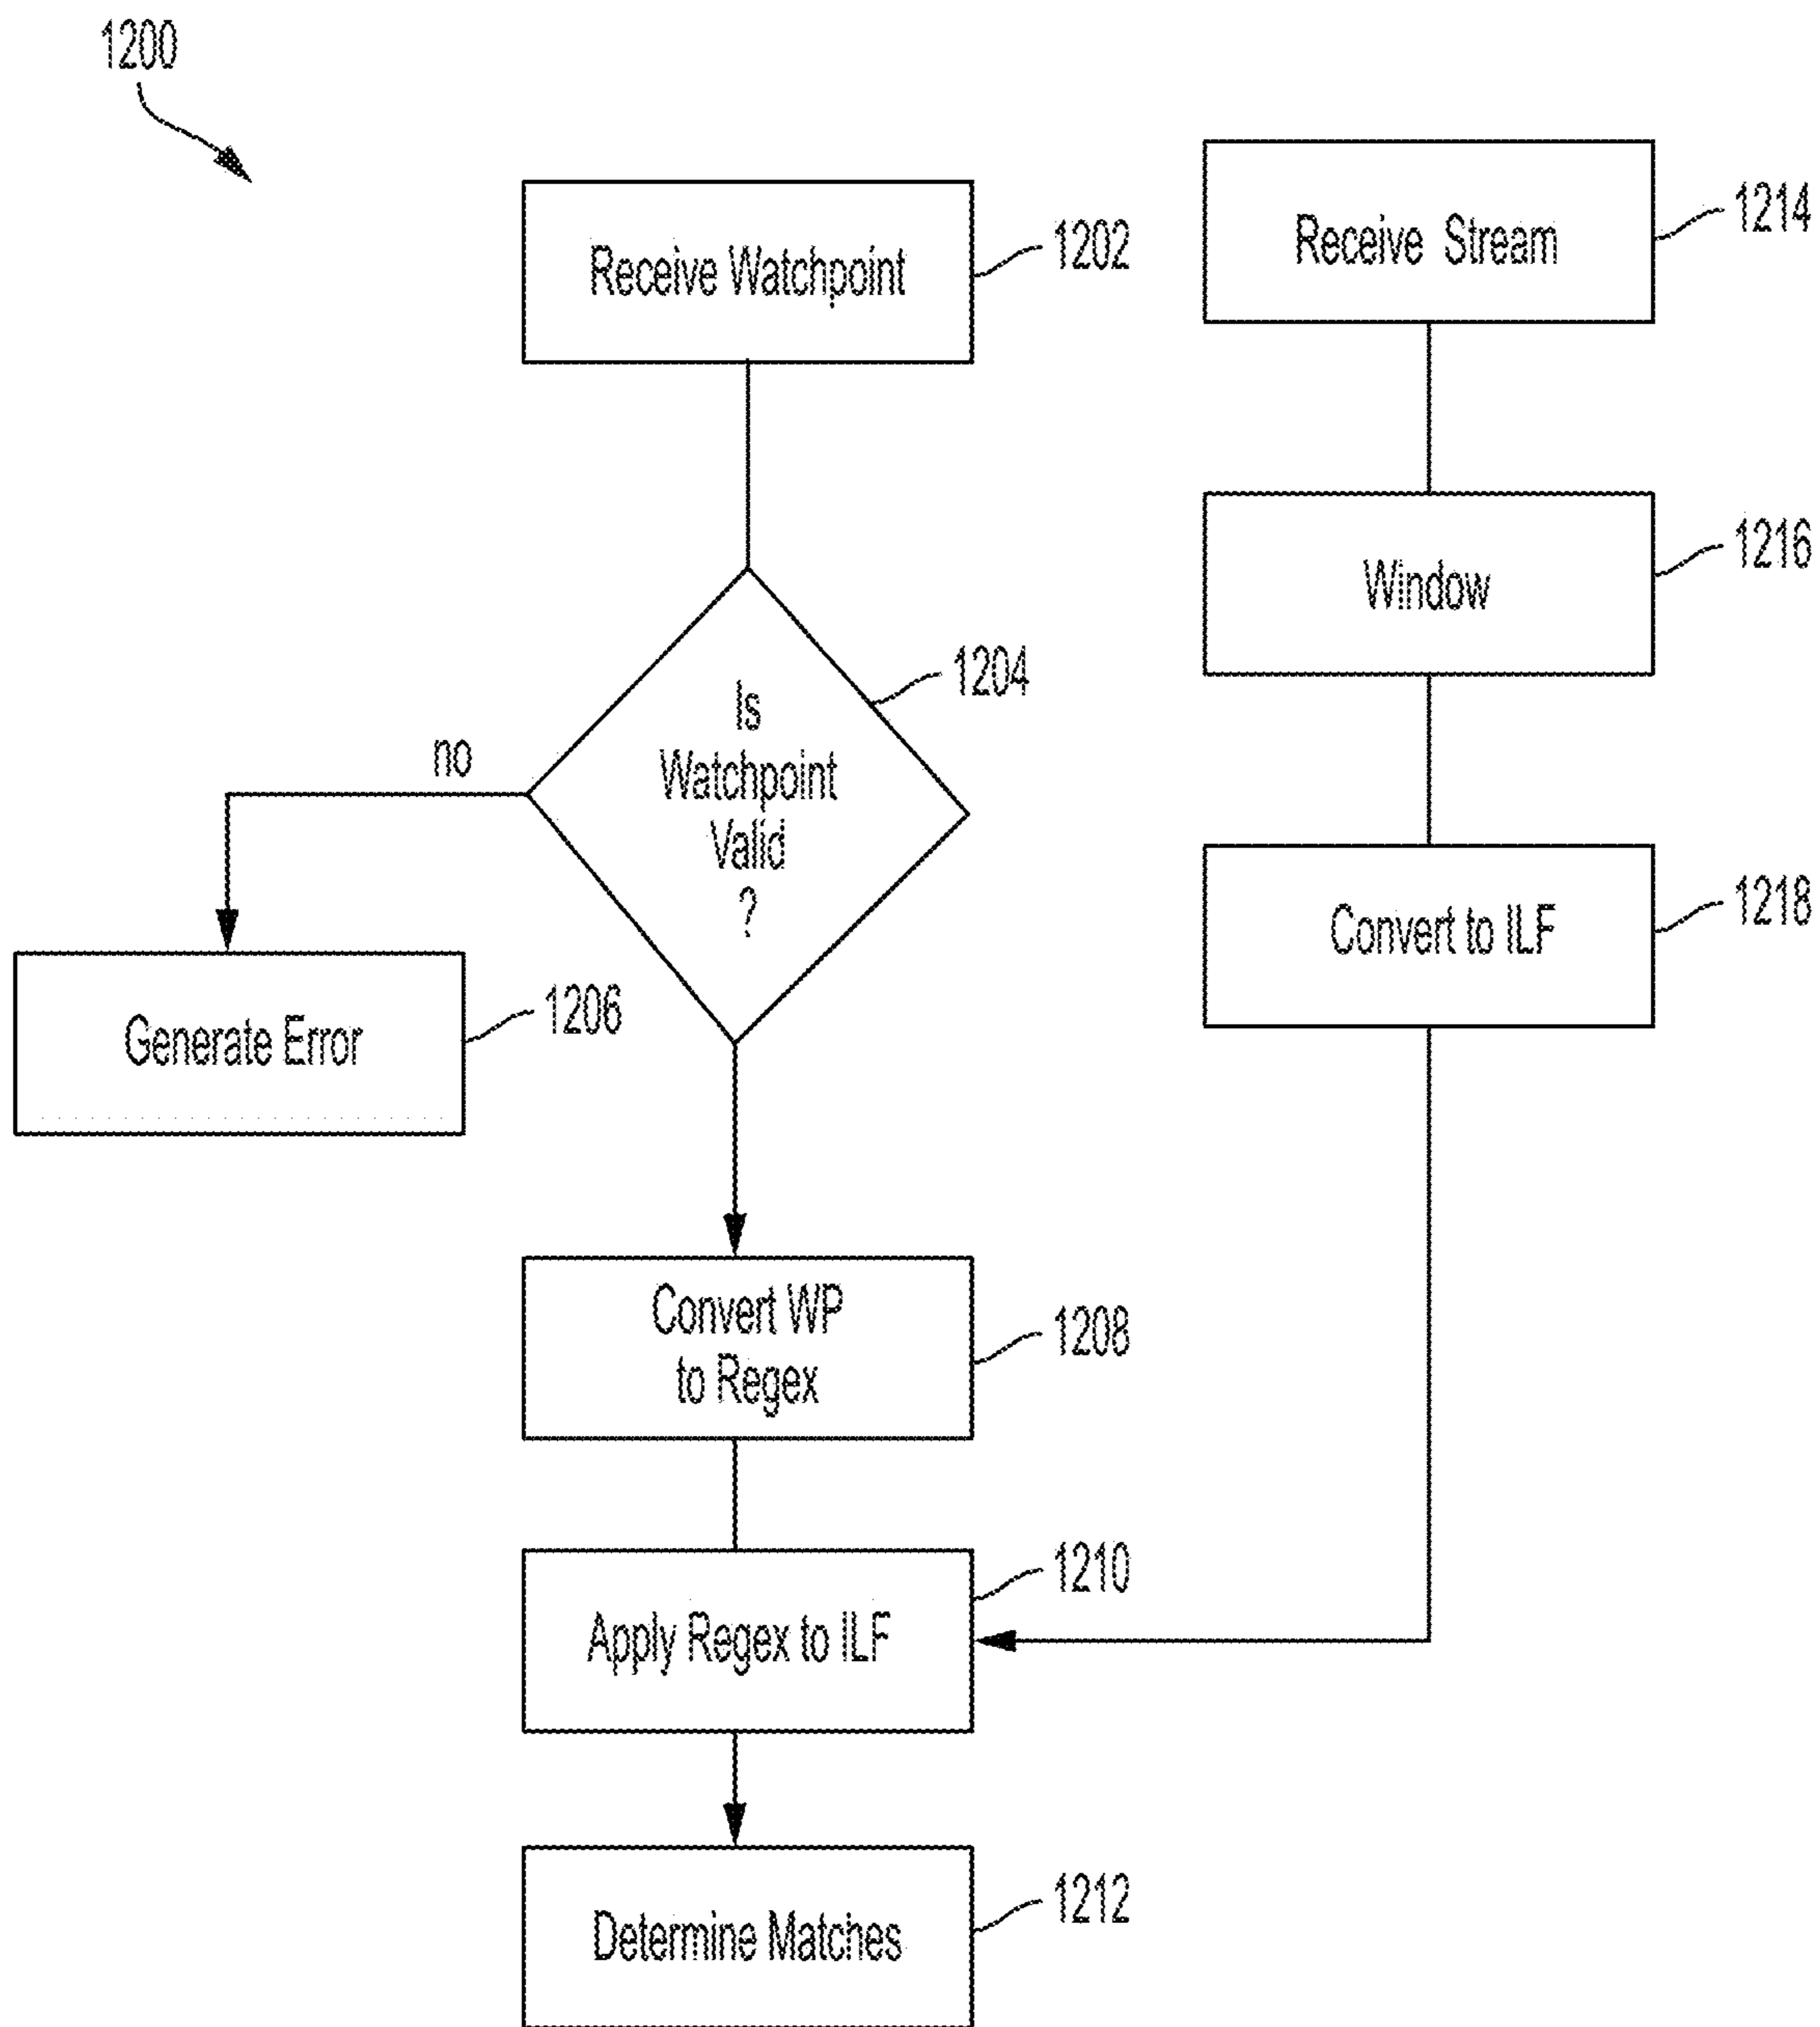 1200
Receive Watchpoint
1202
Is
Watchpoint
Valid
?
1204
no
Generate Error
1206
Convert WP
to Regex
1208
Apply Regex to ILF
1210
Determine Matches
1212
Receive Stream
1214
Window
1216
Convert to ILF
1218